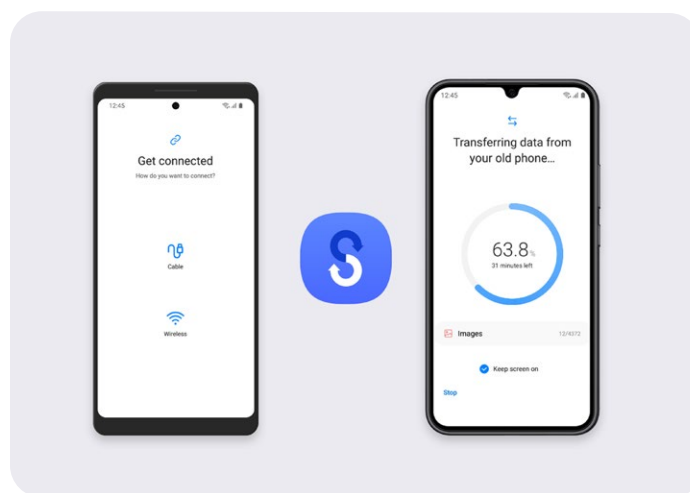 12:45
Get connected
How do you want to connect?
Cable
Wireless
12:45
Transferring data from
your old phone...
63.8%
31 minutes left
Images 12/4072
Keep screen on
Stop